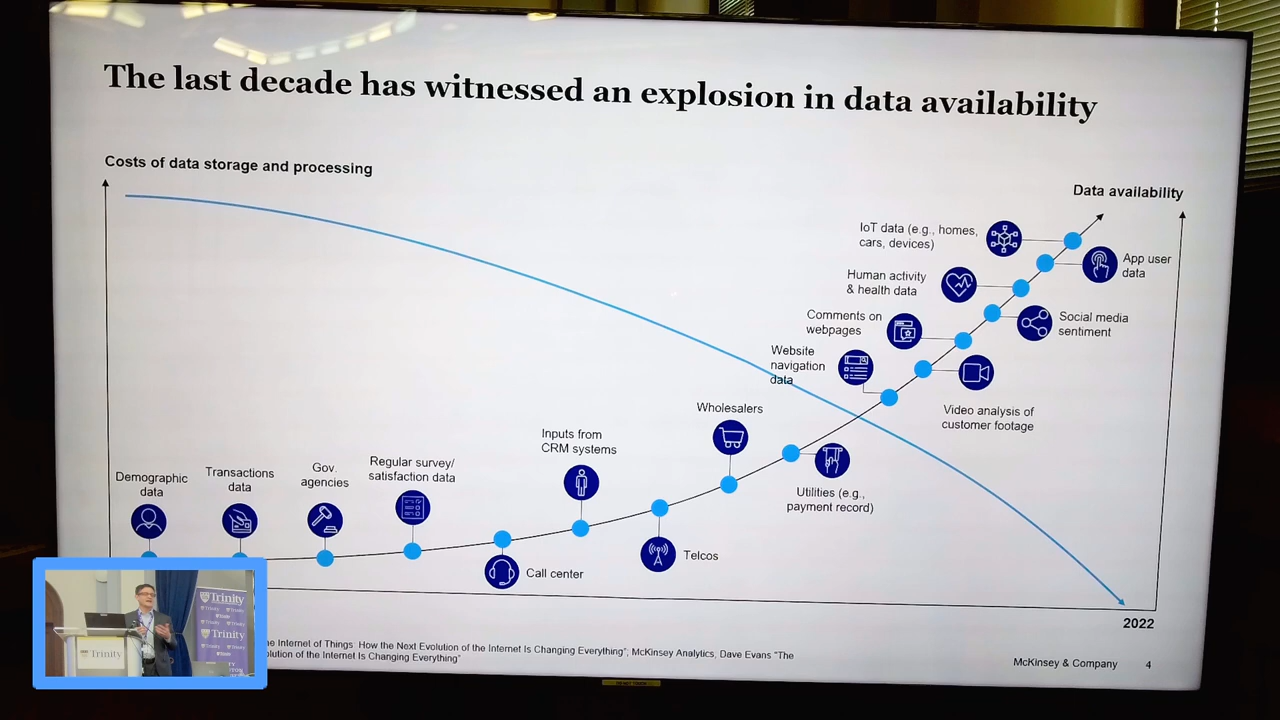 The last decade has witnessed an explosion in data availability
Costs of data storage and processing
Data availability
IoT data (e.g., homes,
cars, devices)
App user
data
Human activity
& health data
Social media
sentiment
Comments on
webpages
Website
navigation
data
Video analysis of
customer footage
Wholesalers
Utilities (e.g.,
payment record)
Inputs from
CRM systems
Telcos
Regular survey/
satisfaction data
Call center
Gov.
agencies
Transactions
data
Demographic
data
2022
Internet of Things How the Next Evolution of the Internet Is Changing Everything"; McKinsey Analytics; Dave Evans "The
of the Internet Is Changing Everything"
McKinsey & Company 4
Trinity
Trinity
Trinity